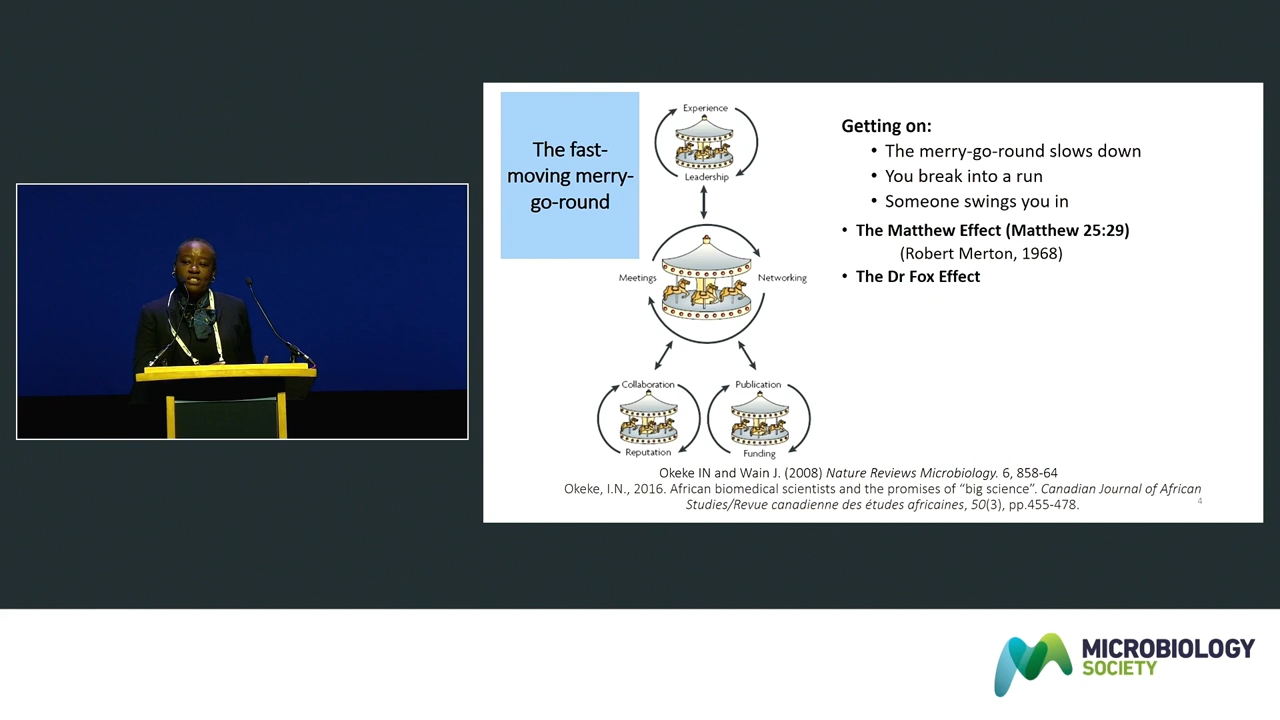 The fast-
moving merry-
go-round
Experience
Leadership
Meetings
Networking
Collaboration
Reputation
Publication
Funding
Getting on:
• The merry-go-round slows down
• You break into a run
• Someone swings you in
• The Matthew Effect (Matthew 25:29)
(Robert Merton, 1968)
• The Dr Fox Effect
Okeke IN and Wain J. (2008) Nature Reviews Microbiology. 6, 858-64
Okeke, I.N., 2016. African biomedical scientists and the promises of “big science”. Canadian Journal of African
Studies/Revue canadienne des études africaines, 50(3), pp.455-478.
4
MICROBIOLOGY
SOCIETY